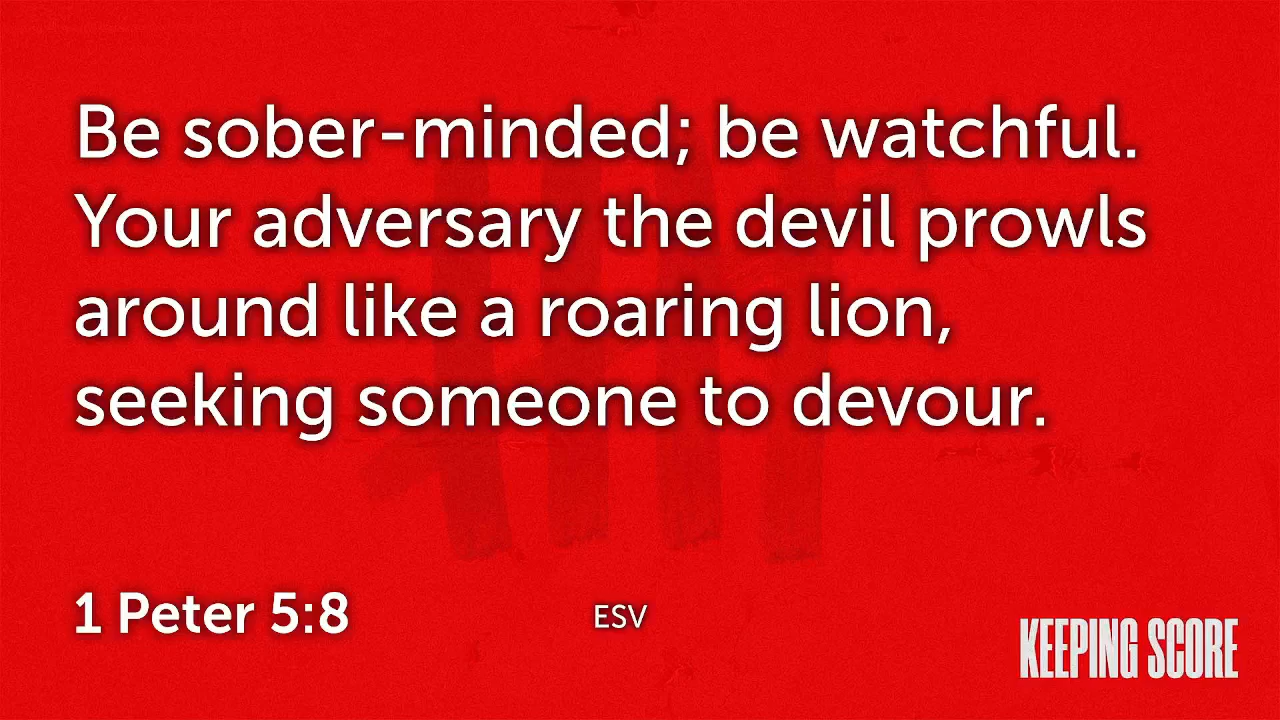 Be sober-minded; be watchful.
Your adversary the devil prowls
around like a roaring lion,
seeking someone to devour.
1 Peter 5:8
ESV
KEEPING SCORE